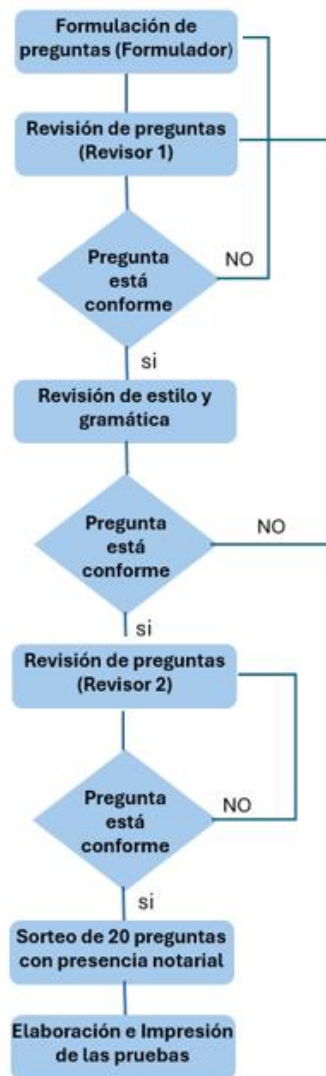 Formulación de
preguntas (Formulador)
Revisión de preguntas
(Revisor 1)
Pregunta
está
conforme
NO
si
Revisión de estilo y
gramática
Pregunta
está
conforme
NO
si
Revisión de preguntas
(Revisor 2)
Pregunta
está
conforme
NO
si
Sorteo de 20 preguntas
con presencia notarial
Elaboración e Impresión
de las pruebas